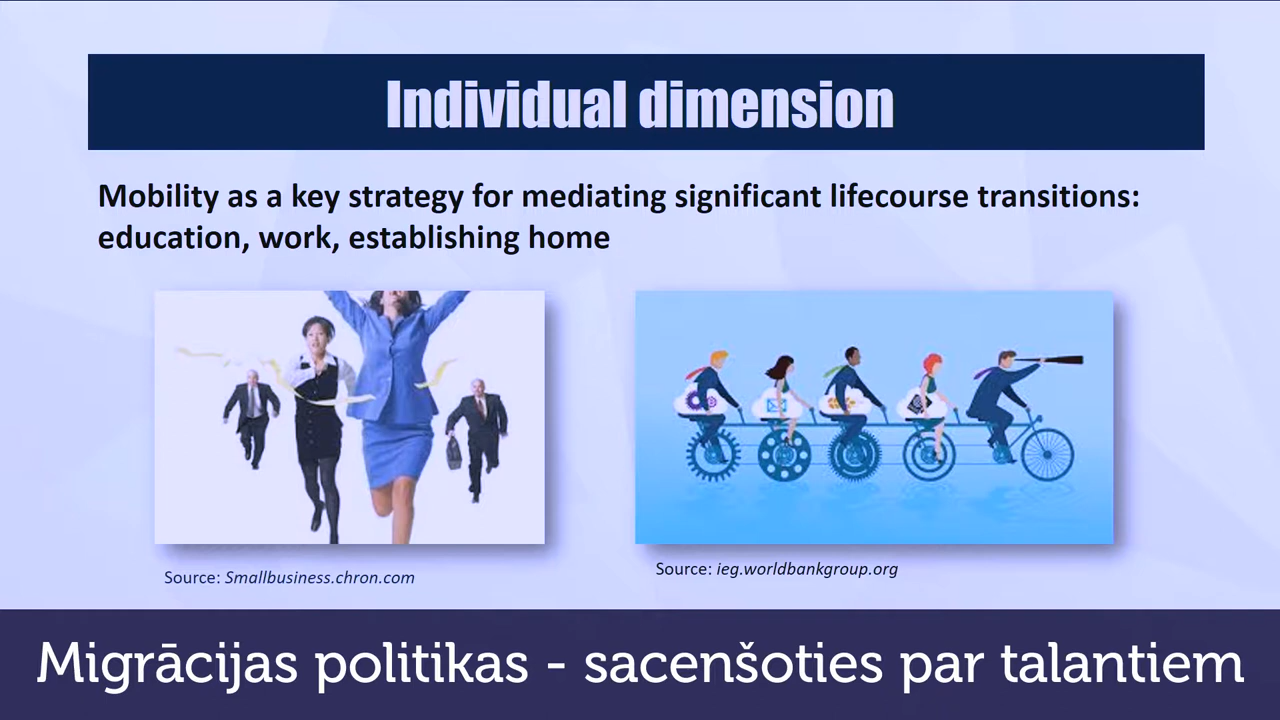 Individual dimension
Mobility as a key strategy for mediating significant lifecourse transitions:
education, work, establishing home
Source: Smallbusiness.chron.com
Source: ieg.worldbankgroup.org
Migrācijas politikas - sacenšoties par talantiem